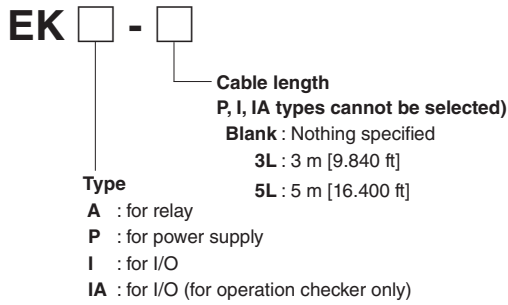 EK □ - □
Cable length
P, I, IA types cannot be selected)
Blank : Nothing specified
3L : 3 m [9.840 ft]
5L : 5 m [16.400 ft]
Type
A : for relay
P : for power supply
I : for I/O
IA : for I/O (for operation checker only)